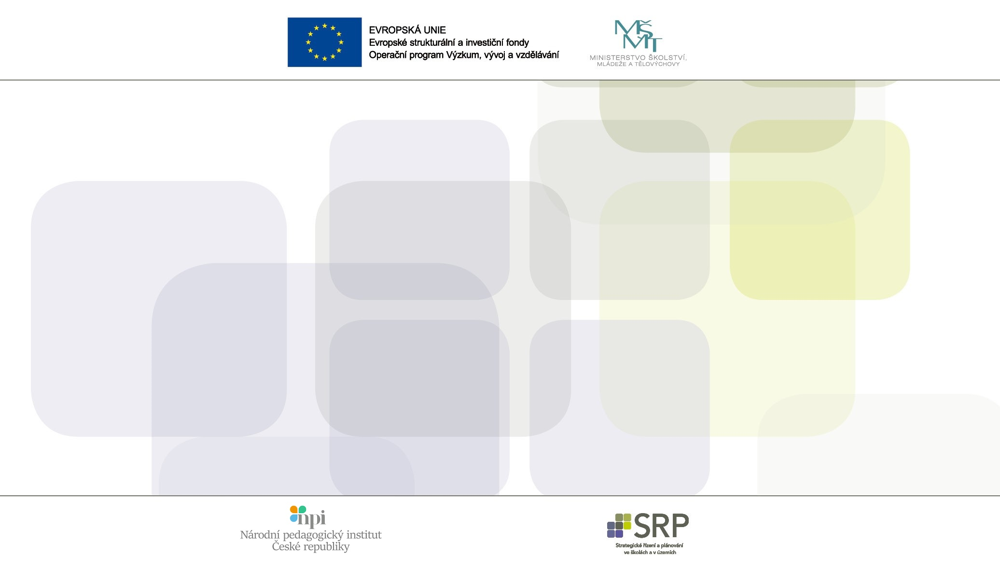 EVROPSKÁ UNIE
Evropské strukturální a investiční fondy
Operační program Výzkum, vývoj a vzdělávání
MŠMT
MINISTERSTVO ŠKOLSTVÍ,
MLÁDEŽE A TĚLOVÝCHOVY
npi
Národní pedagogický institut
České republiky
SRP
Strategické řízení a plánování
ve školách a v územích